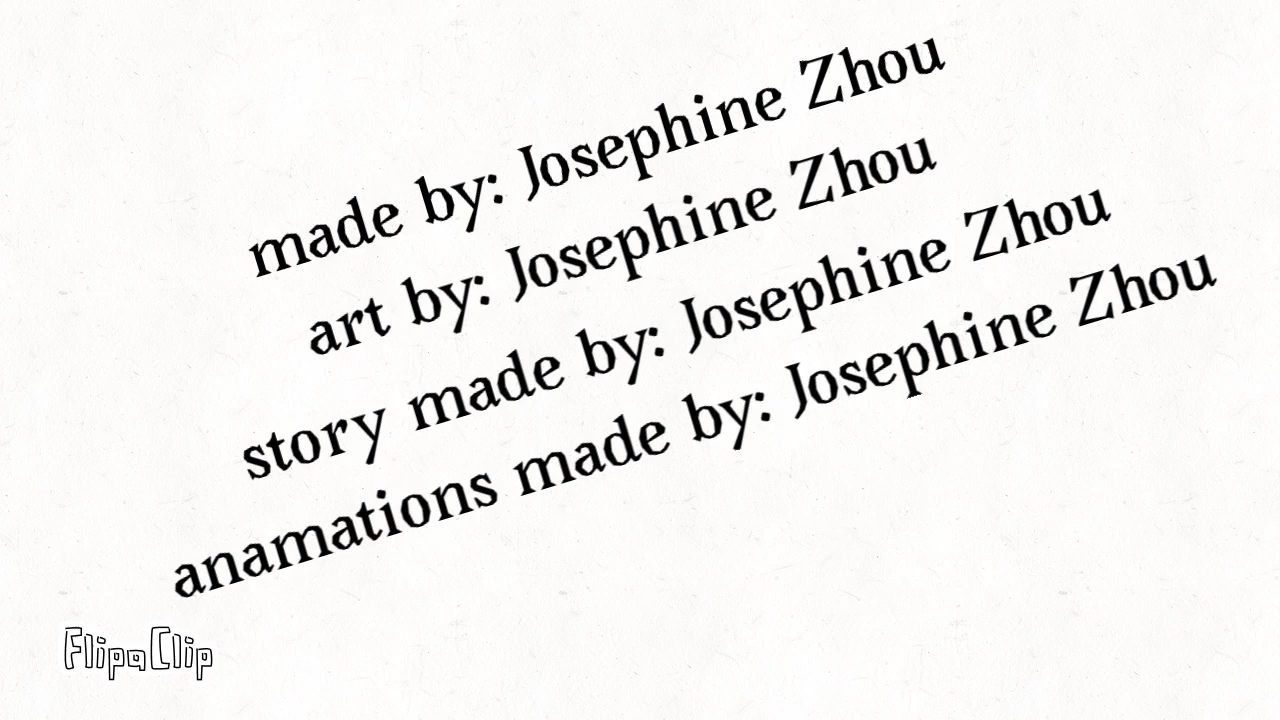 made by: Josephine Zhou
art by: Josephine Zhou
story made by: Josephine Zhou
anamations made by: Josephine Zhou
FlipaClip